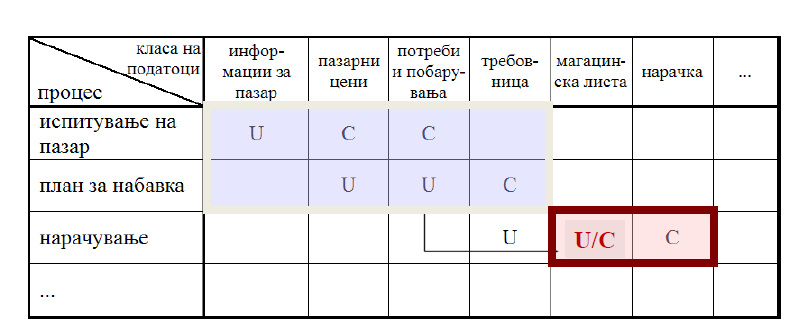 класа на
податоци
процес
инфор-
мации за
пазар
пазарни
цени
потреби
и побару-
вања
требов-
ница
магацин-
ска листа
нарачка
...
испитување на
пазар
U
C
C
план за набавка
U
U
C
нарачување
U
U/C
C
...